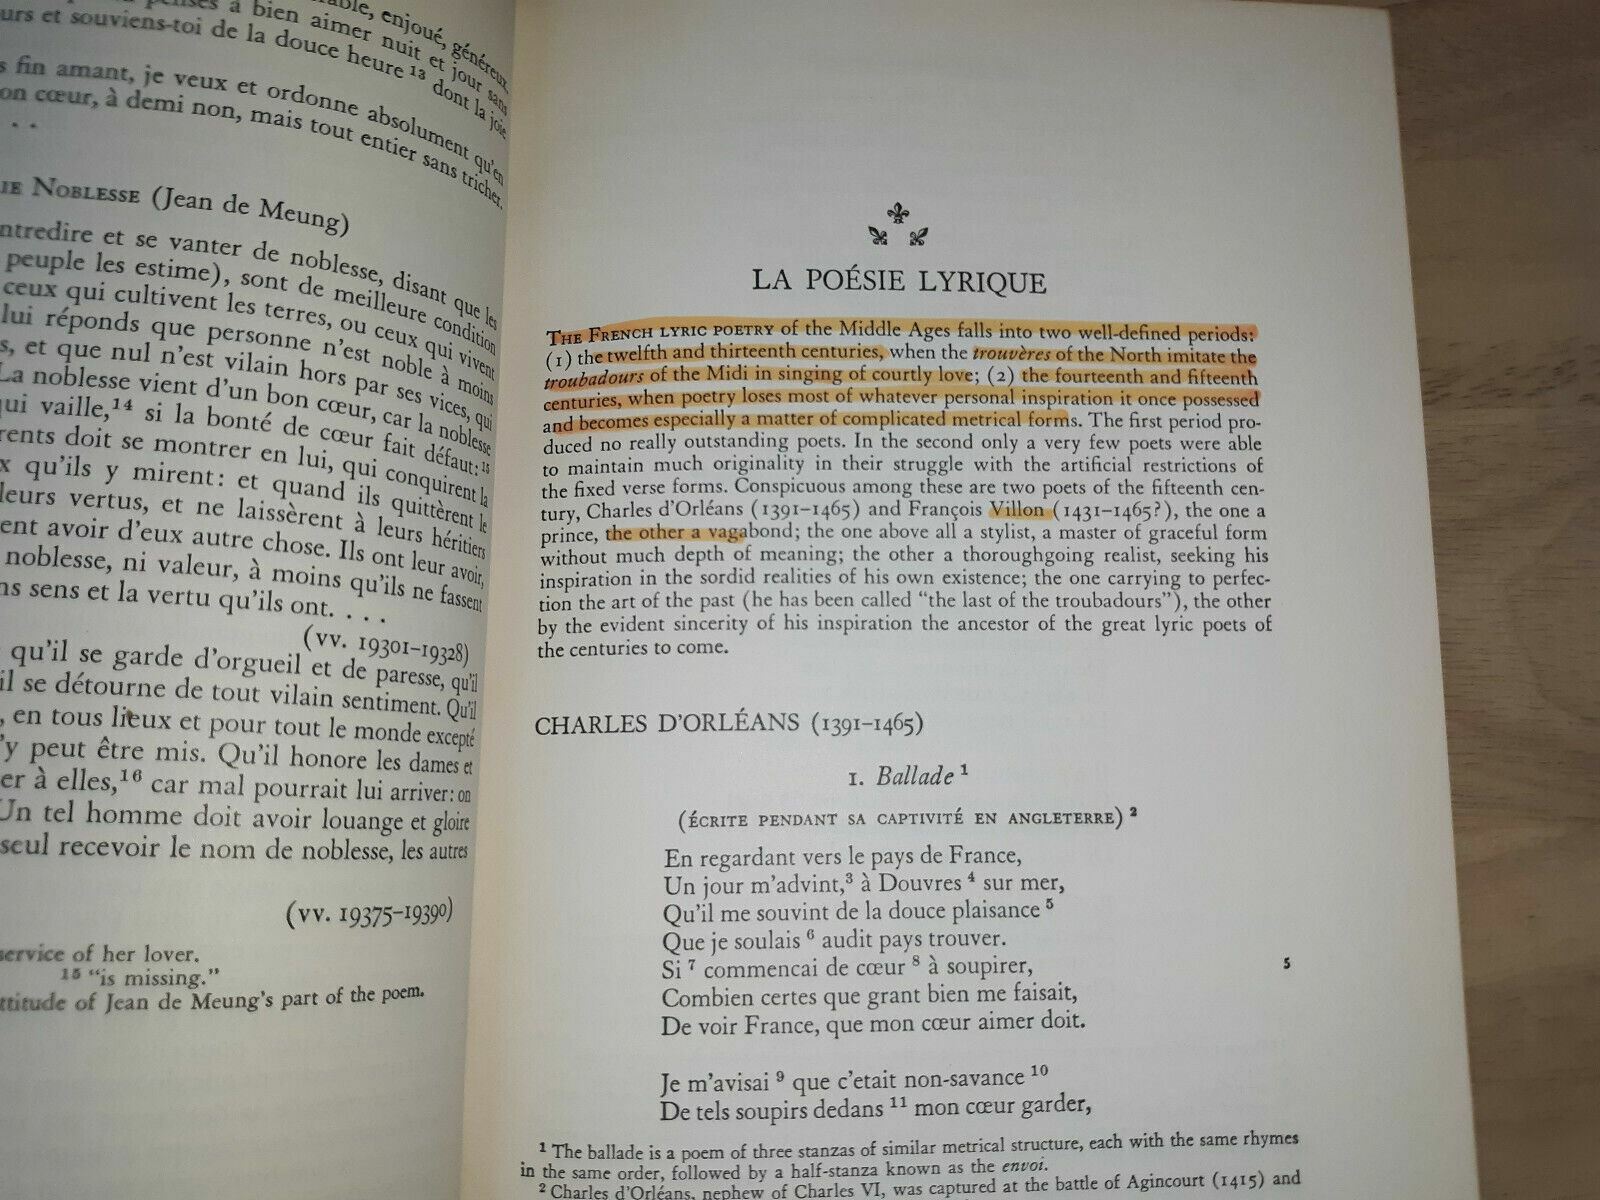 able, enjoué, généreux,
à bien aimer nuit et jour sans
urs et souviens-toi de la douce heure 13 dont la joie
s fin amant, je veux et ordonne absolument qu'en
on cœur, à demi non, mais tout entier sans tricher.
. .
IE NOBLESSE (Jean de Meung)
ntredire et se vanter de noblesse, disant que les
peuple les estime), sont de meilleure condition
ceux qui cultivent les terres, ou ceux qui vivent
lui réponds que personne n'est noble à moins
s, et que nul n'est vilain hors par ses vices, qui
La noblesse vient d'un bon cœur, car la noblesse
qui vaille,14 si la bonté de cœur fait défaut:15
rents doit se montrer en lui, qui conquirent la
x qu'ils y mirent: et quand ils quittèrent le
leurs vertus, et ne laissèrent à leurs héritiers
ent avoir d'eux autre chose. Ils ont leur avoir,
noblesse, ni valeur, à moins qu'ils ne fassent
ns sens et la vertu qu'ils ont. . . .
(vv. 19301–19328)
qu'il se garde d'orgueil et de paresse, qu'il
il se détourne de tout vilain sentiment. Qu'il
, en tous lieux et pour tout le monde excepté
'y peut être mis. Qu'il honore les dames et
er à elles,16 car mal pourrait lui arriver: on
Un tel homme doit avoir louange et gloire
seul recevoir le nom de noblesse, les autres
(vv. 19375–19390)
service of her lover.
15 "is missing."
ttitude of Jean de Meung's part of the poem.
LA POÉSIE LYRIQUE
THE FRENCH LYRIC POETRY of the Middle Ages falls into two well-defined periods:
(1) the twelfth and thirteenth centuries, when the trouvères of the North imitate the
troubadours of the Midi in singing of courtly love; (2) the fourteenth and fifteenth
centuries, when poetry loses most of whatever personal inspiration it once possessed
and becomes especially a matter of complicated metrical forms. The first period pro-
duced no really outstanding poets. In the second only a very few poets were able
to maintain much originality in their struggle with the artificial restrictions of
the fixed verse forms. Conspicuous among these are two poets of the fifteenth cen-
tury, Charles d'Orléans (1391–1465) and François Villon (1431–1465?), the one a
prince, the other a vagabond; the one above all a stylist, a master of graceful form
without much depth of meaning; the other a thoroughgoing realist, seeking his
inspiration in the sordid realities of his own existence; the one carrying to perfec-
tion the art of the past (he has been called "the last of the troubadours"), the other
by the evident sincerity of his inspiration the ancestor of the great lyric poets of
the centuries to come.
CHARLES D'ORLÉANS (1391–1465)
1. Ballade 1
(ÉCRITE PENDANT SA CAPTIVITÉ EN ANGLETERRE) 2
En regardant vers le pays de France,
Un jour m'advint,3 à Douvres 4 sur mer,
Qu'il me souvint de la douce plaisance 5
Que je soulais 6 audit pays trouver.
Si 7 commencai de cœur 8 à soupirer, 5
Combien certes que grant bien me faisait,
De voir France, que mon cœur aimer doit.
Je m'avisai 9 que c'etait non-savance 10
De tels soupirs dedans 11 mon cœur garder,
1 The ballade is a poem of three stanzas of similar metrical structure, each with the same rhymes
in the same order, followed by a half-stanza known as the envoi.
2 Charles d'Orléans, nephew of Charles VI, was captured at the battle of Agincourt (1415) and